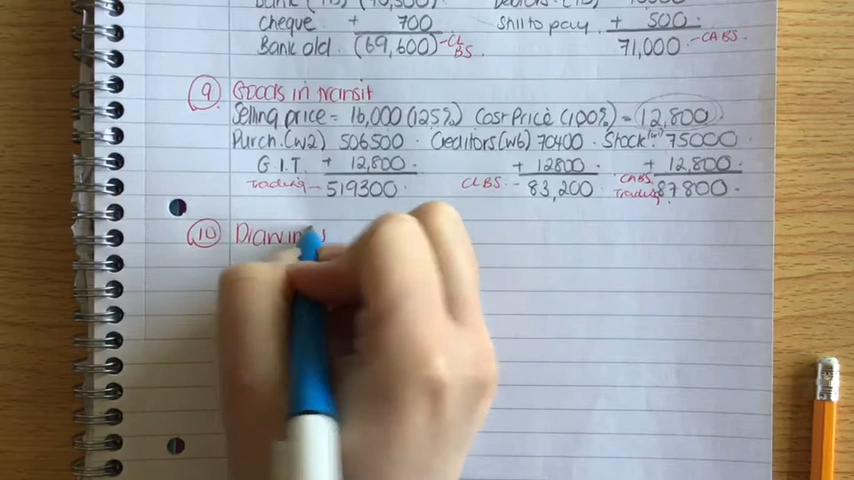 cheque + 700
+ 500
Still to pay
Bank old. (69,600) - CL BS.
71,000 - CA BS.
9 Goods in transit
Selling price = 16,000 (125%) Cost Price (100%) = 12,800
Purch. (W2) 506500 . Creditors (W6) 70400 . Stock 75000
G.I.T. + 12,800 . + 12800 . + 12,800
Trading - 519300 . CLBS. - 83,200 CABS. Trading. 87800 -
10 Drawings